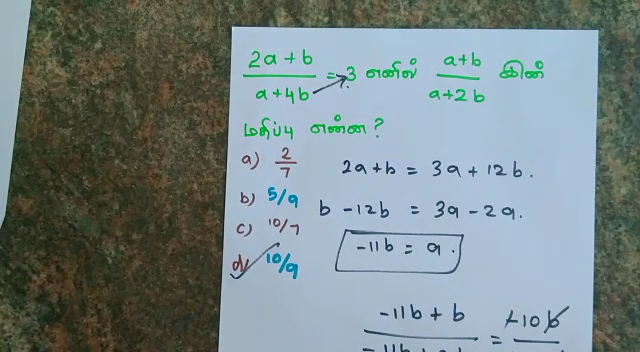 (2a + b)/(a + 4b) = 3 எனில் (a+b)/(a+2b) இன்
மதிப்பு என்ன ?
a) 2/7
2a + b = 3a + 12b.
b) 5/9
b - 12b = 3a - 2a.
c) 10/7
-11b = a.
d) 10/9
-11b + b
= -10b